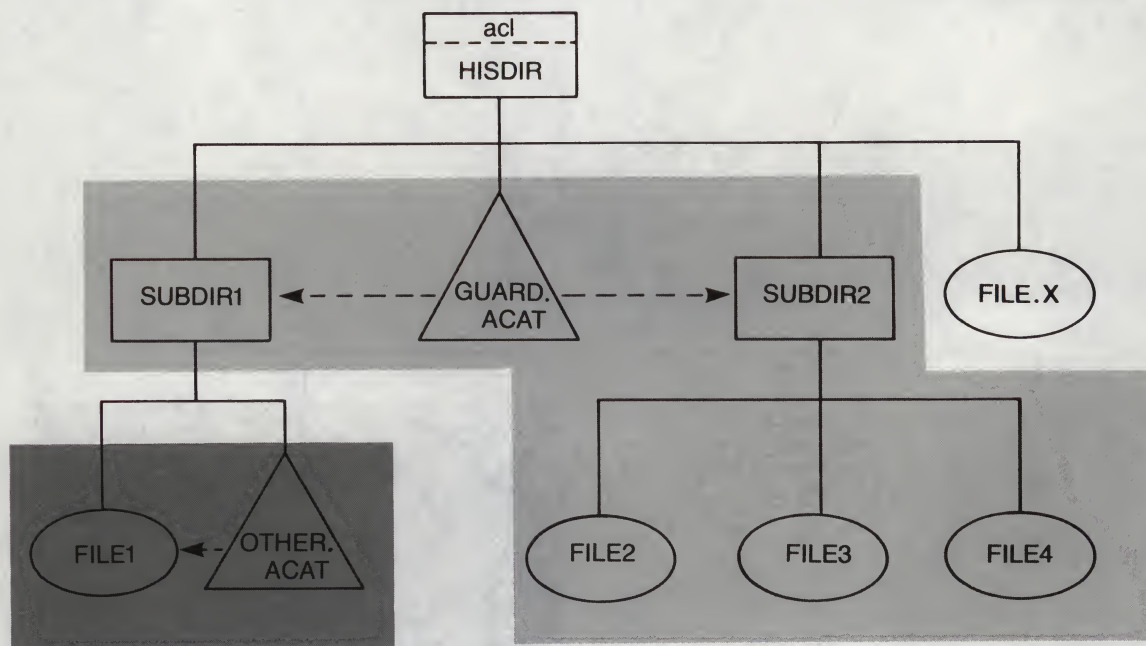 acl
HISDIR
SUBDIR1
GUARD.
ACAT
SUBDIR2
FILE.X
FILE1
OTHER.
ACAT
FILE2
FILE3
FILE4